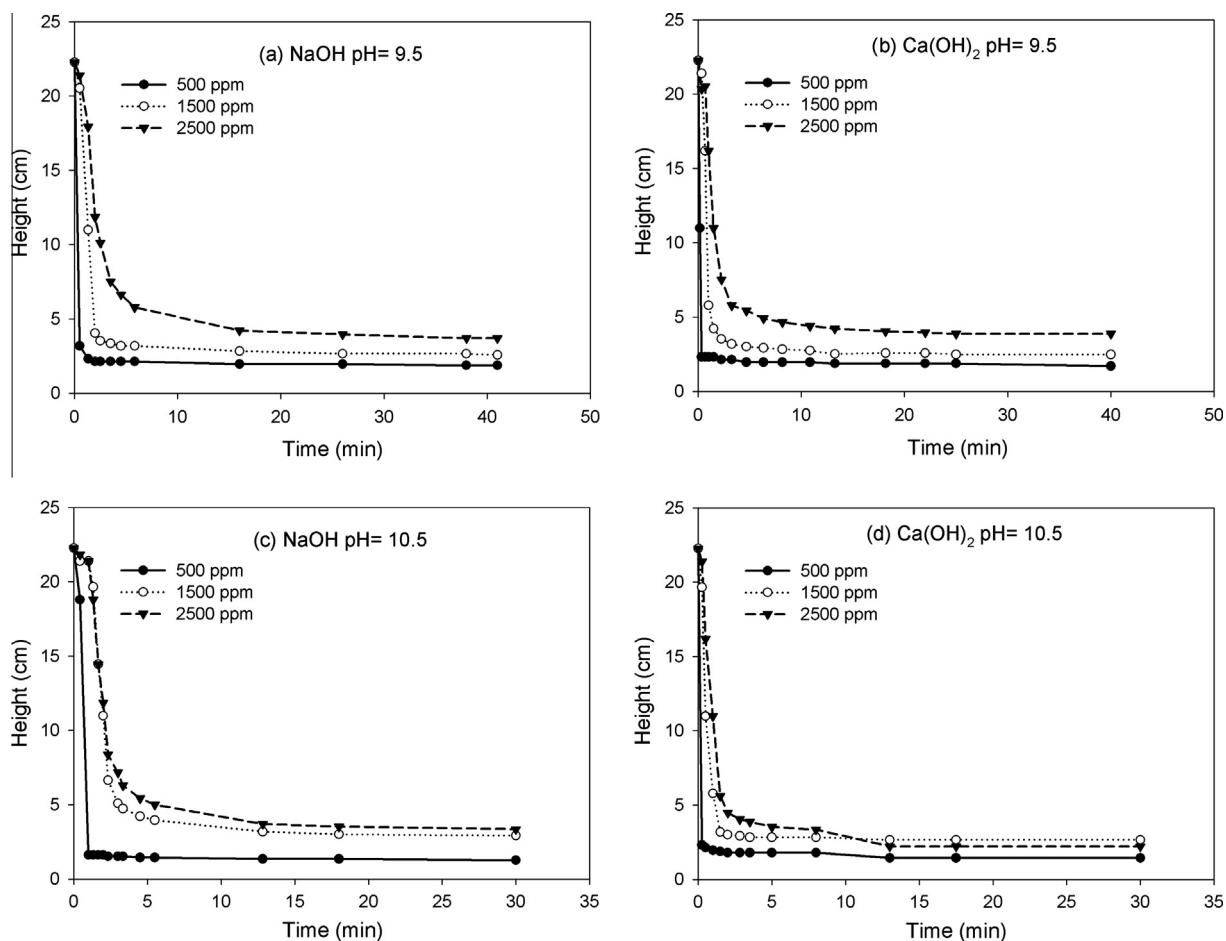 (a) NaOH pH= 9.5
500 ppm
1500 ppm
2500 ppm
Height (cm)
25
20
15
10
5
0
0 10 20 30 40 50
Time (min)
(b) Ca(OH)2 pH= 9.5
500 ppm
1500 ppm
2500 ppm
Height (cm)
25
20
15
10
5
0
0 10 20 30 40 50
Time (min)
(c) NaOH pH= 10.5
500 ppm
1500 ppm
2500 ppm
Height (cm)
25
20
15
10
5
0
0 5 10 15 20 25 30 35
Time (min)
(d) Ca(OH)2 pH= 10.5
500 ppm
1500 ppm
2500 ppm
Height (cm)
25
20
15
10
5
0
0 5 10 15 20 25 30 35
Time (min)